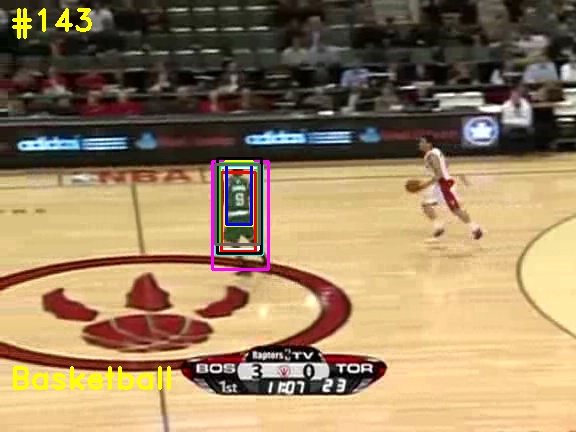 #143
adidas
adidas
NBA
9
Basketball
Raptors TV
BOS 3 0 TOR
1st 11:07 23